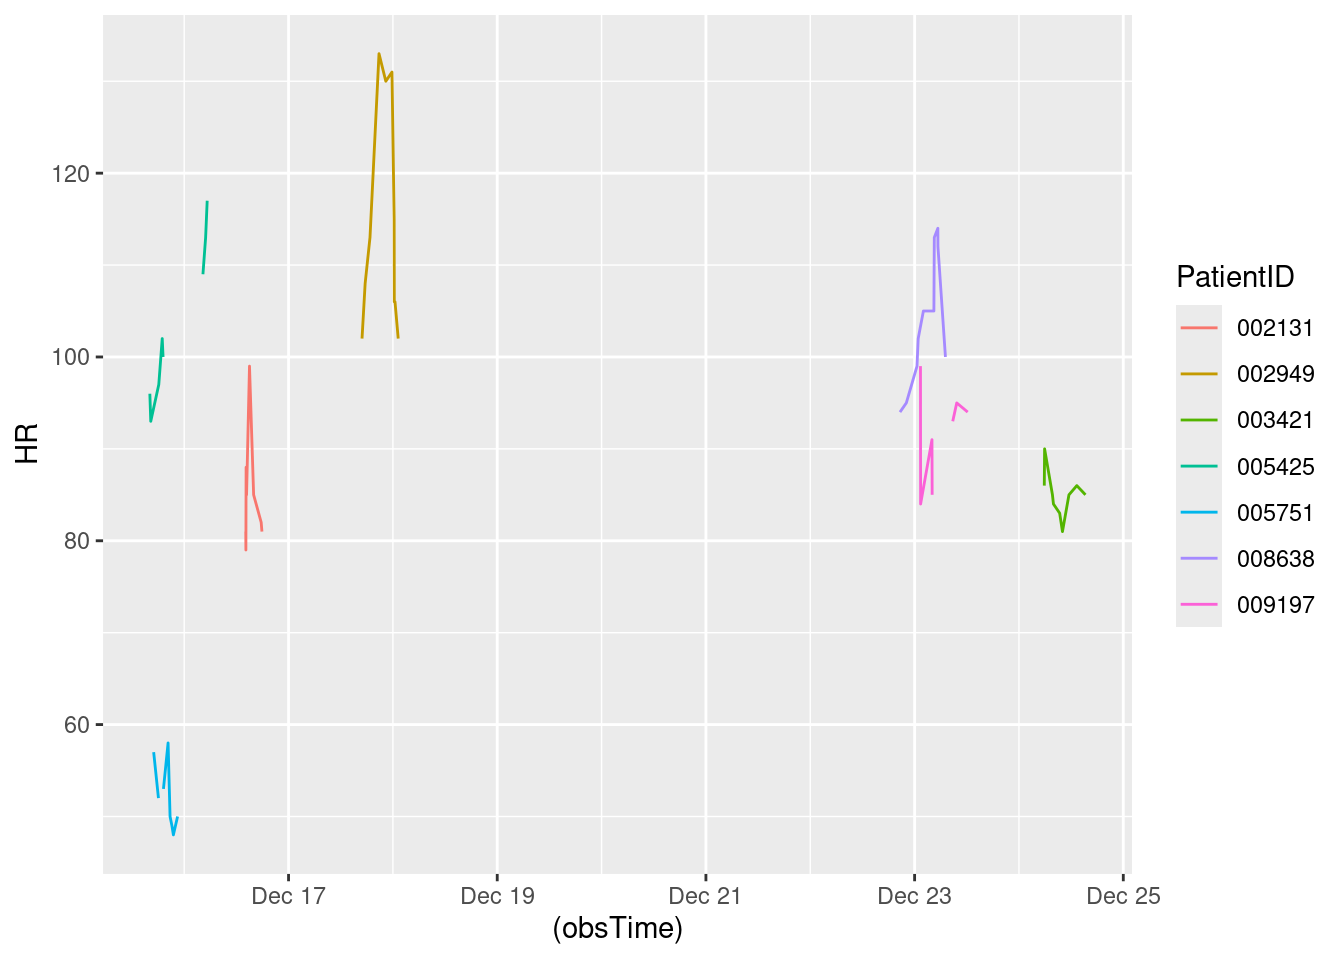 HR
120
100
80
60
Dec 17
Dec 19
Dec 21
Dec 23
Dec 25
(obsTime)
PatientID
002131
002949
003421
005425
005751
008638
009197